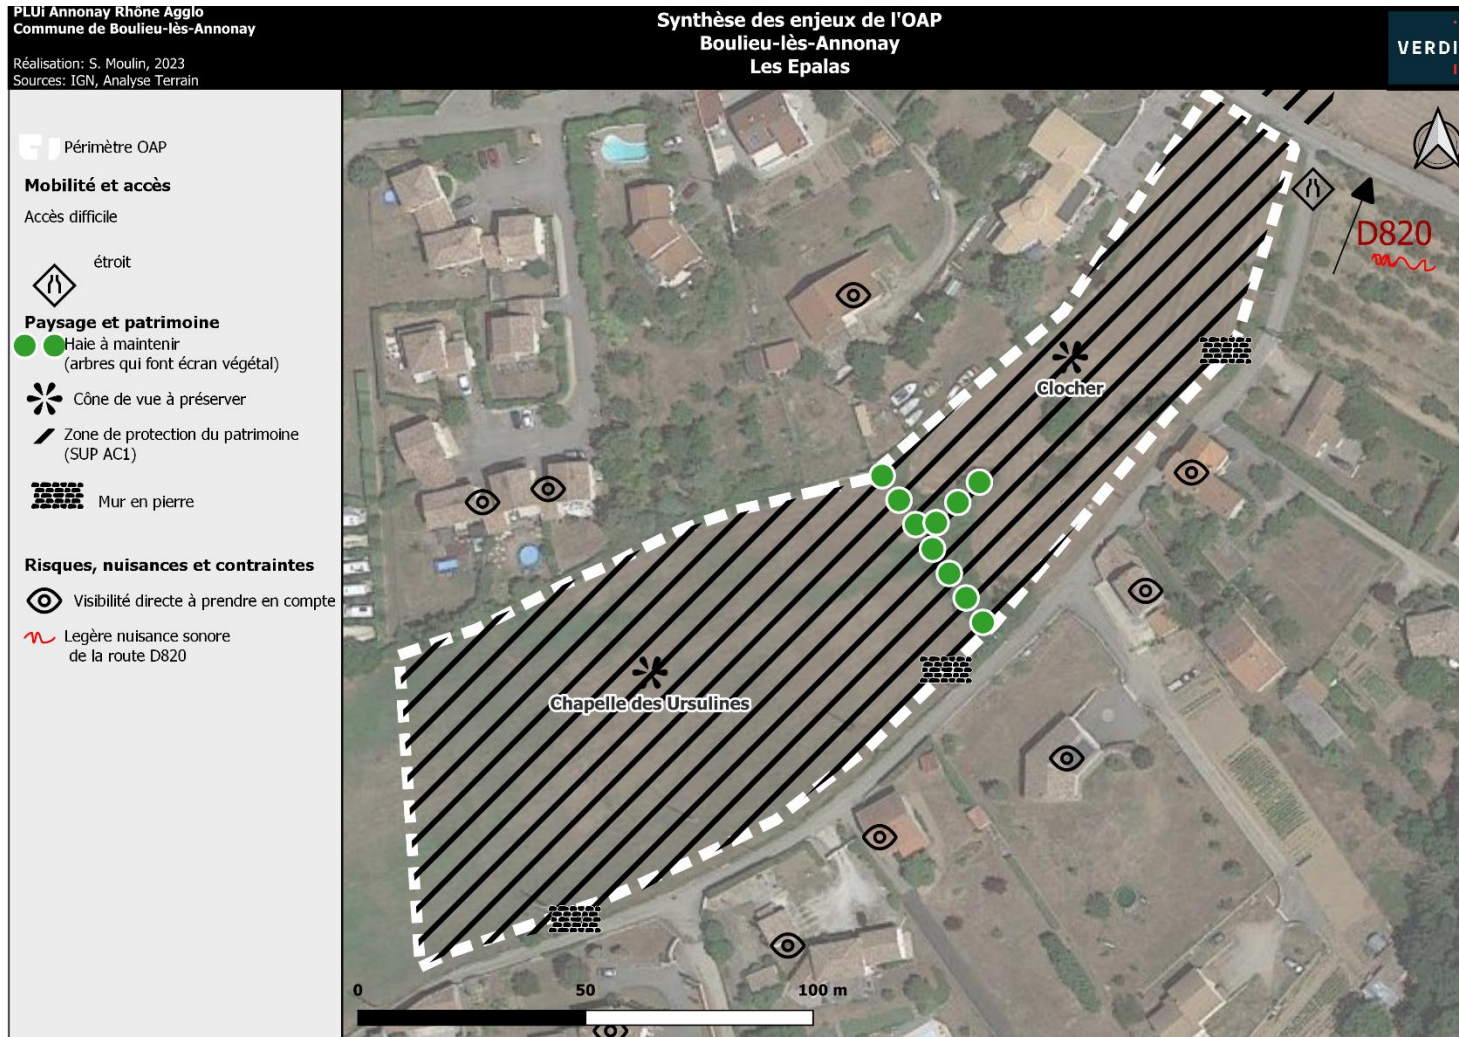 PLUi Annonay Rhône Agglo
Commune de Boulieu-lès-Annonay
Réalisation: S. Moulin, 2023
Sources: IGN, Analyse Terrain
Synthèse des enjeux de l'OAP
Boulieu-lès-Annonay
Les Epalas
VERDI
Périmètre OAP
Mobilité et accès
Accès difficile
étroit
Paysage et patrimoine
Haie à maintenir
(arbres qui font écran végétal)
Cône de vue à préserver
Zone de protection du patrimoine
(SUP AC1)
Mur en pierre
Risques, nuisances et contraintes
Visibilité directe à prendre en compte
Legère nuisance sonore
de la route D820
D820
Clocher
Chapelle des Ursulines
0 50 100 m